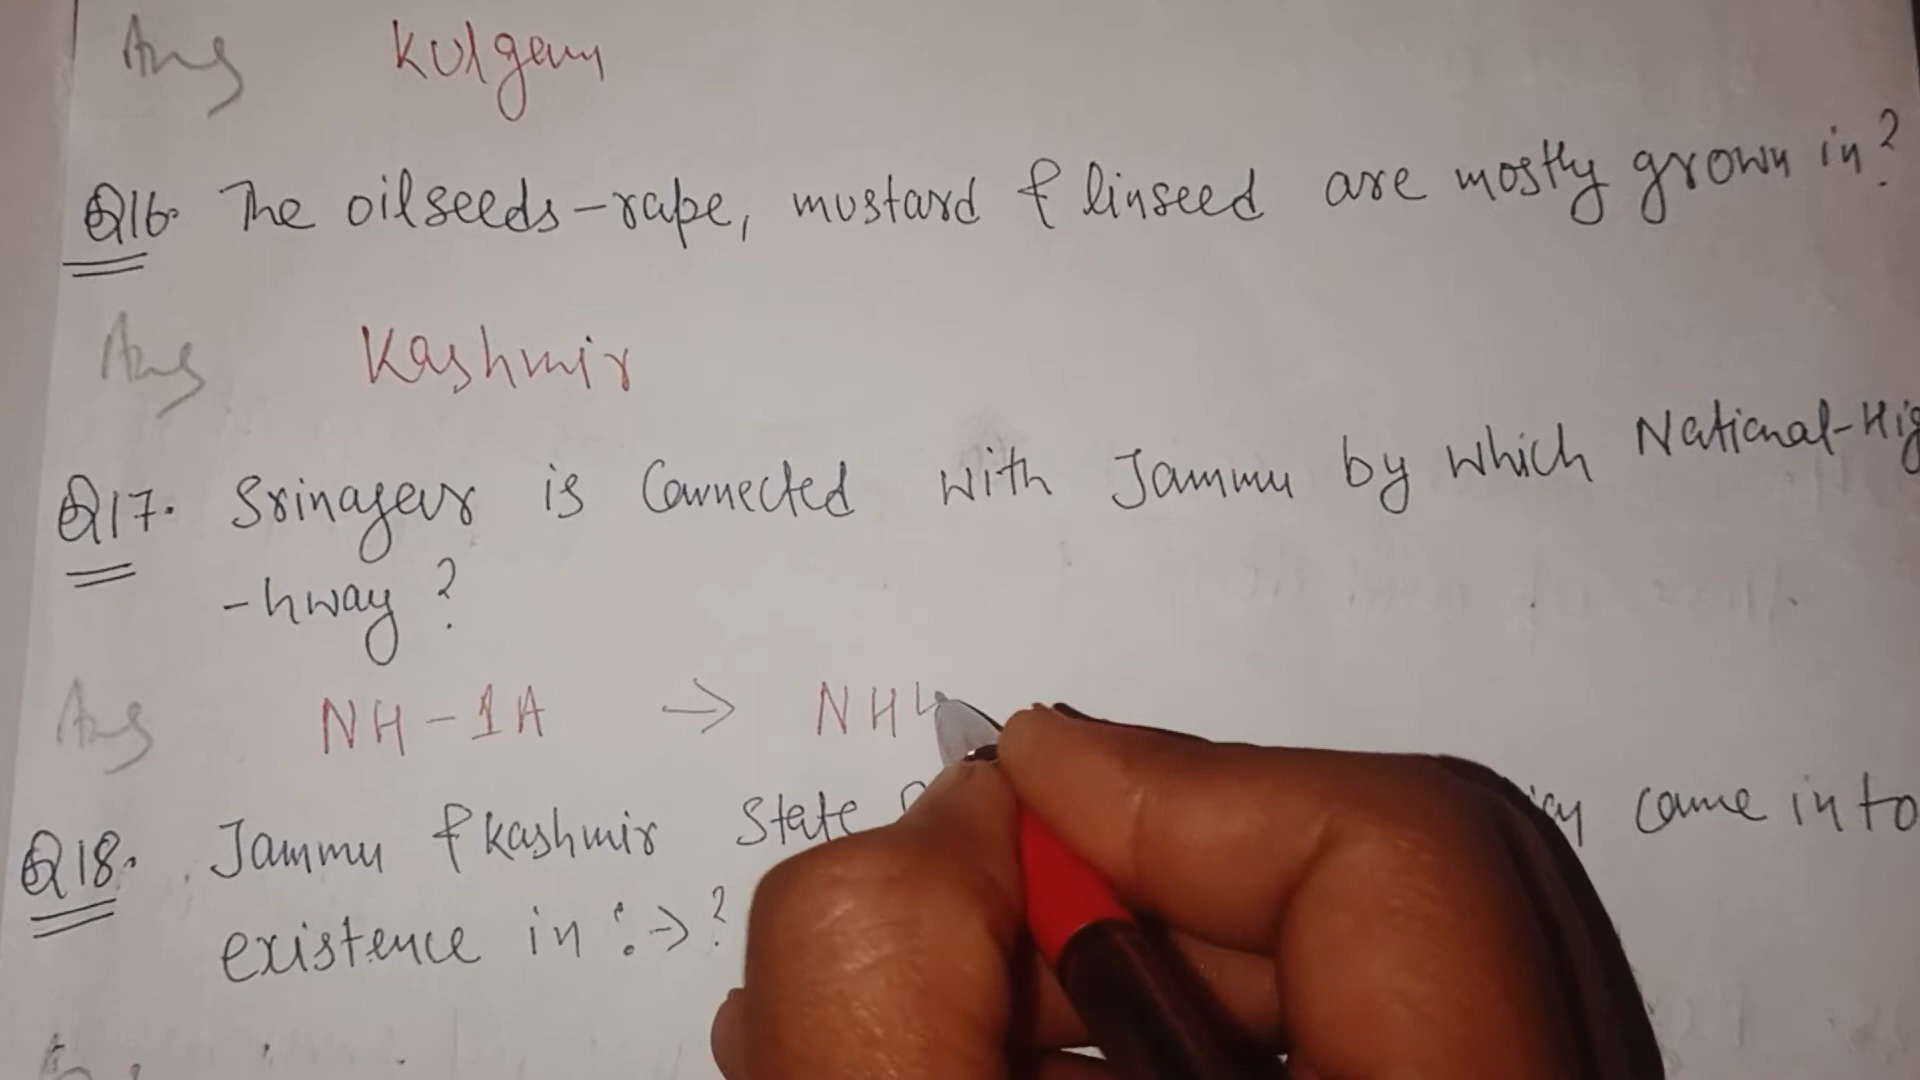 Ans Kulgam
Q16. The oilseeds-rape, mustard & linseed are mostly grown in?
Ans Kashmir
Q17. Srinagar is Connected with Jammu by which National-Hig
-hway ?
Ans NH-1A → NH4
Q18. Jammu & Kashmir State came into
existence in :→ ?